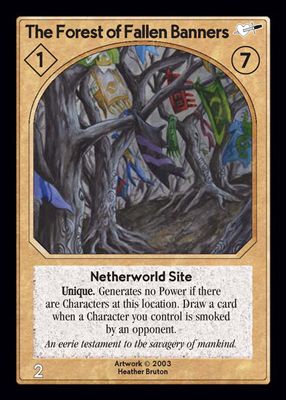 The Forest of Fallen Banners
1
7
Netherworld Site
Unique. Generates no Power if there
are Characters at this location. Draw a card
when a Character you control is smoked
by an opponent.
An eerie testament to the savagery of mankind.
Artwork © 2003
Heather Bruton
2